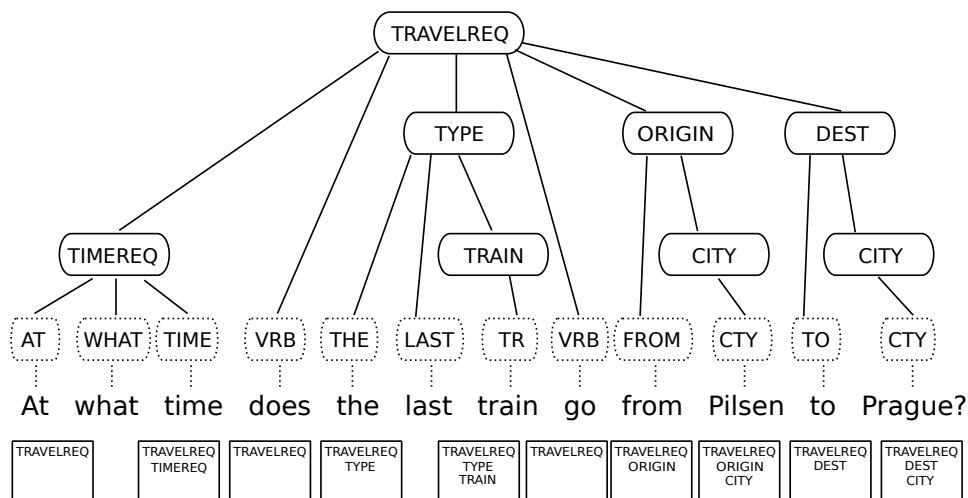 TRAVELREQ
TYPE ORIGIN DEST
TIMEREQ TRAIN CITY CITY
AT WHAT TIME VRB THE LAST TR VRB FROM CTY TO CTY
At what time does the last train go from Pilsen to Prague?
TRAVELREQ TRAVELREQ TRAVELREQ TRAVELREQ TRAVELREQ TRAVELREQ TRAVELREQ TRAVELREQ TRAVELREQ TRAVELREQ
TIMEREQ TYPE TYPE ORIGIN ORIGIN DEST DEST
TRAIN CITY CITY